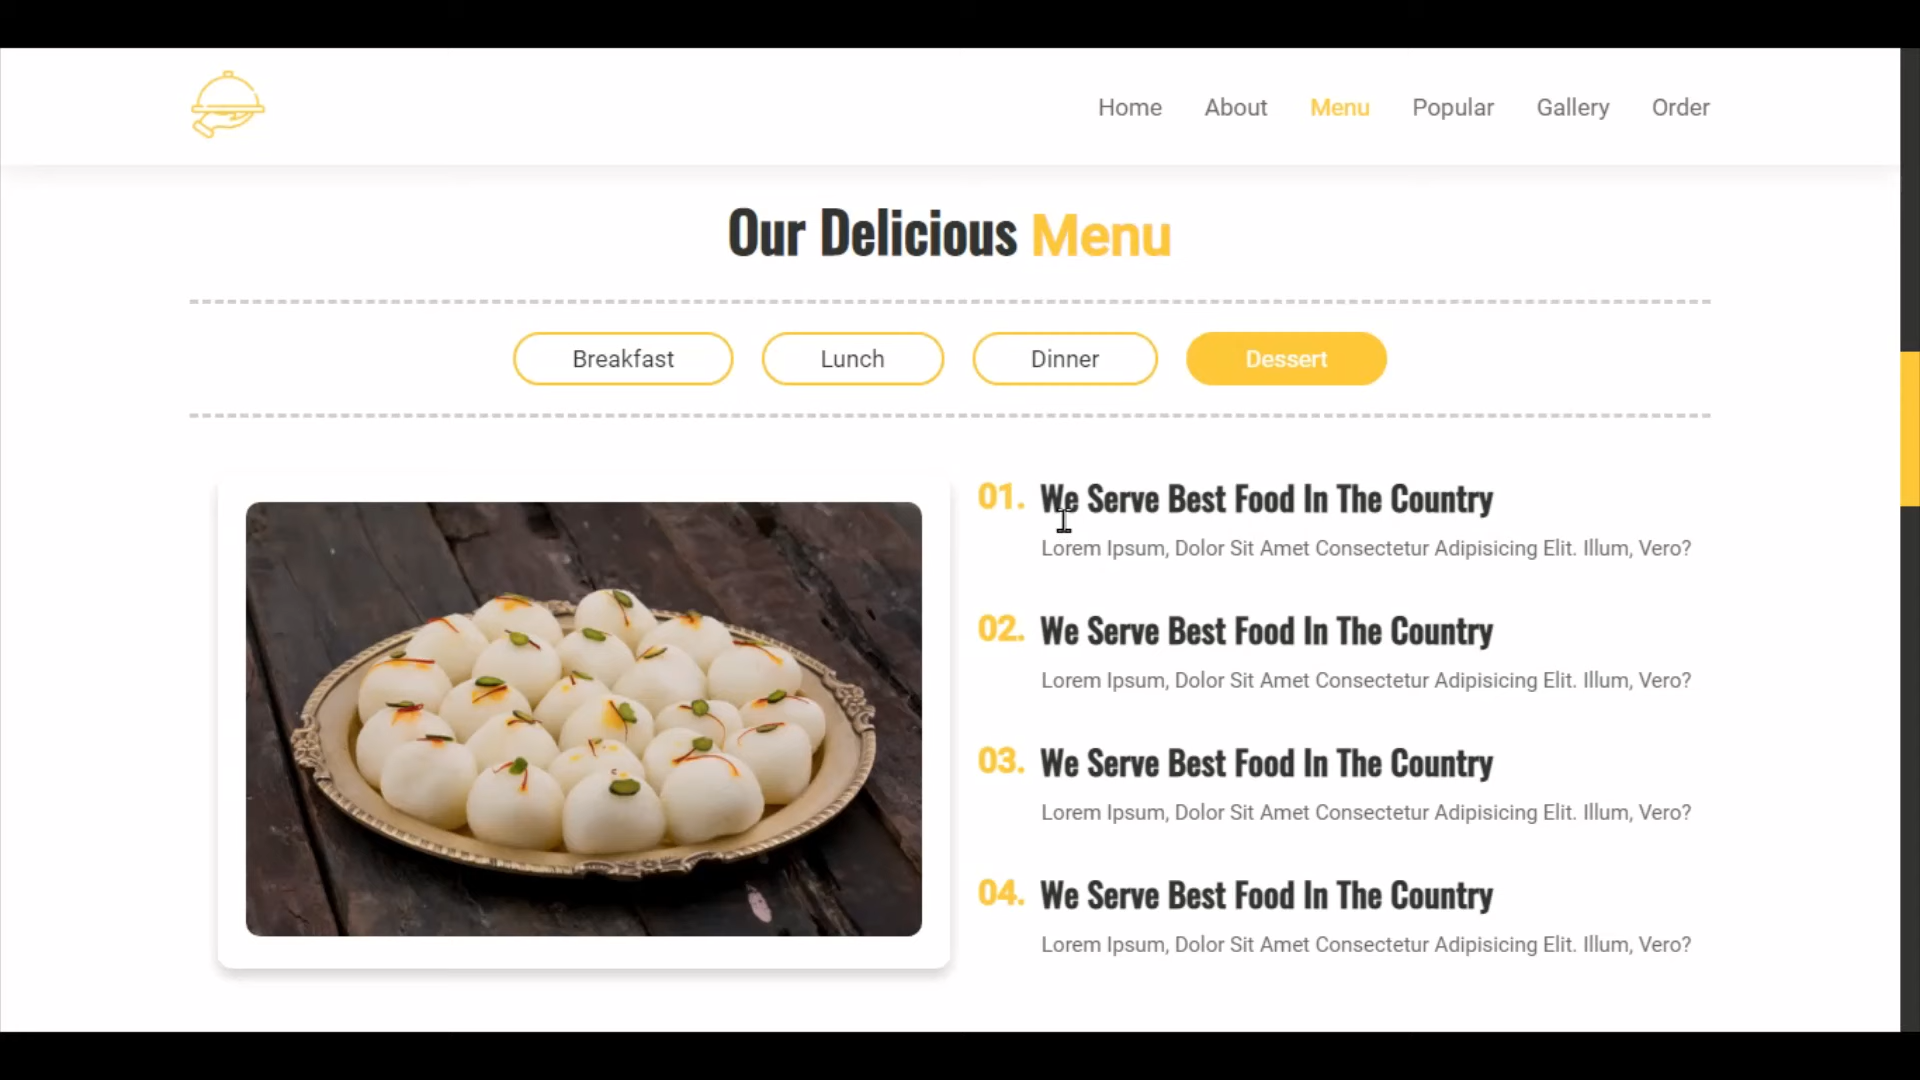 Home About Menu Popular Gallery Order
Our Delicious Menu
Breakfast Lunch Dinner Dessert
01. We Serve Best Food In The Country
Lorem Ipsum, Dolor Sit Amet Consectetur Adipisicing Elit. Illum, Vero?
02. We Serve Best Food In The Country
Lorem Ipsum, Dolor Sit Amet Consectetur Adipisicing Elit. Illum, Vero?
03. We Serve Best Food In The Country
Lorem Ipsum, Dolor Sit Amet Consectetur Adipisicing Elit. Illum, Vero?
04. We Serve Best Food In The Country
Lorem Ipsum, Dolor Sit Amet Consectetur Adipisicing Elit. Illum, Vero?